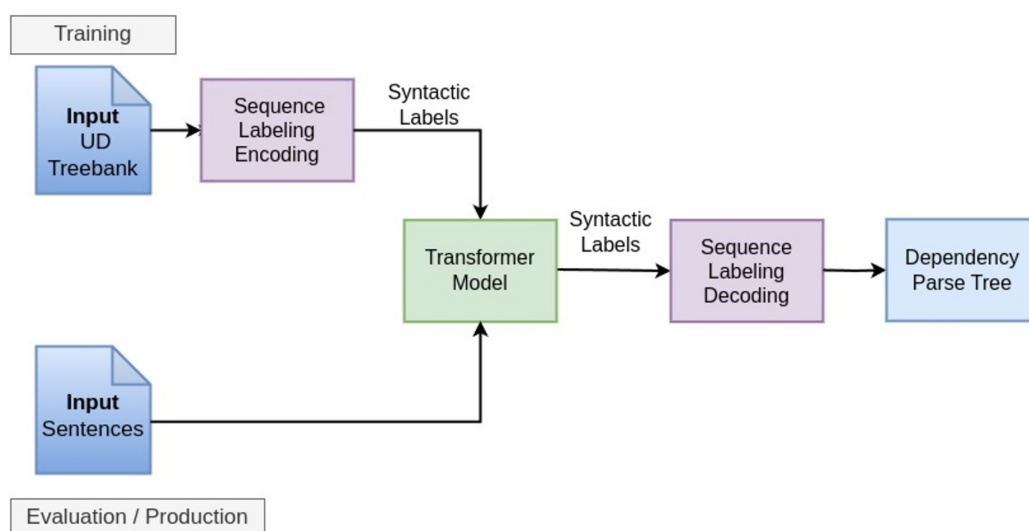 Training
Input
UD
Treebank
Sequence
Labeling
Encoding
Syntactic
Labels
Transformer
Model
Syntactic
Labels
Sequence
Labeling
Decoding
Dependency
Parse Tree
Input
Sentences
Evaluation / Production